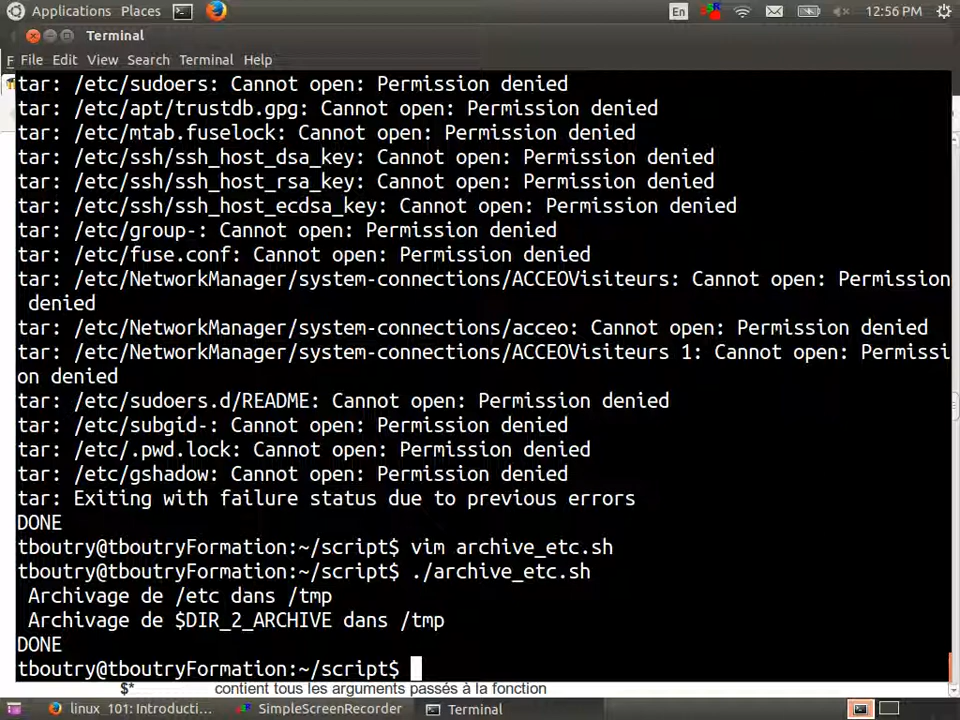 Applications Places En 12:56 PM
Terminal
File Edit View Search Terminal Help
tar: /etc/sudoers: Cannot open: Permission denied
tar: /etc/apt/trustdb.gpg: Cannot open: Permission denied
tar: /etc/mtab.fuselock: Cannot open: Permission denied
tar: /etc/ssh/ssh_host_dsa_key: Cannot open: Permission denied
tar: /etc/ssh/ssh_host_rsa_key: Cannot open: Permission denied
tar: /etc/ssh/ssh_host_ecdsa_key: Cannot open: Permission denied
tar: /etc/group-: Cannot open: Permission denied
tar: /etc/fuse.conf: Cannot open: Permission denied
tar: /etc/NetworkManager/system-connections/ACCEOVisiteurs: Cannot open: Permission
 denied
tar: /etc/NetworkManager/system-connections/acceo: Cannot open: Permission denied
tar: /etc/NetworkManager/system-connections/ACCEOVisiteurs 1: Cannot open: Permissi
on denied
tar: /etc/sudoers.d/README: Cannot open: Permission denied
tar: /etc/subgid-: Cannot open: Permission denied
tar: /etc/.pwd.lock: Cannot open: Permission denied
tar: /etc/gshadow: Cannot open: Permission denied
tar: Exiting with failure status due to previous errors
DONE
tboutry@tboutryFormation:~/script$ vim archive_etc.sh
tboutry@tboutryFormation:~/script$ ./archive_etc.sh
 Archivage de /etc dans /tmp
 Archivage de $DIR_2_ARCHIVE dans /tmp
DONE
tboutry@tboutryFormation:~/script$
$* contient tous les arguments passés à la fonction
linux_101: Introducti... SimpleScreenRecorder Terminal